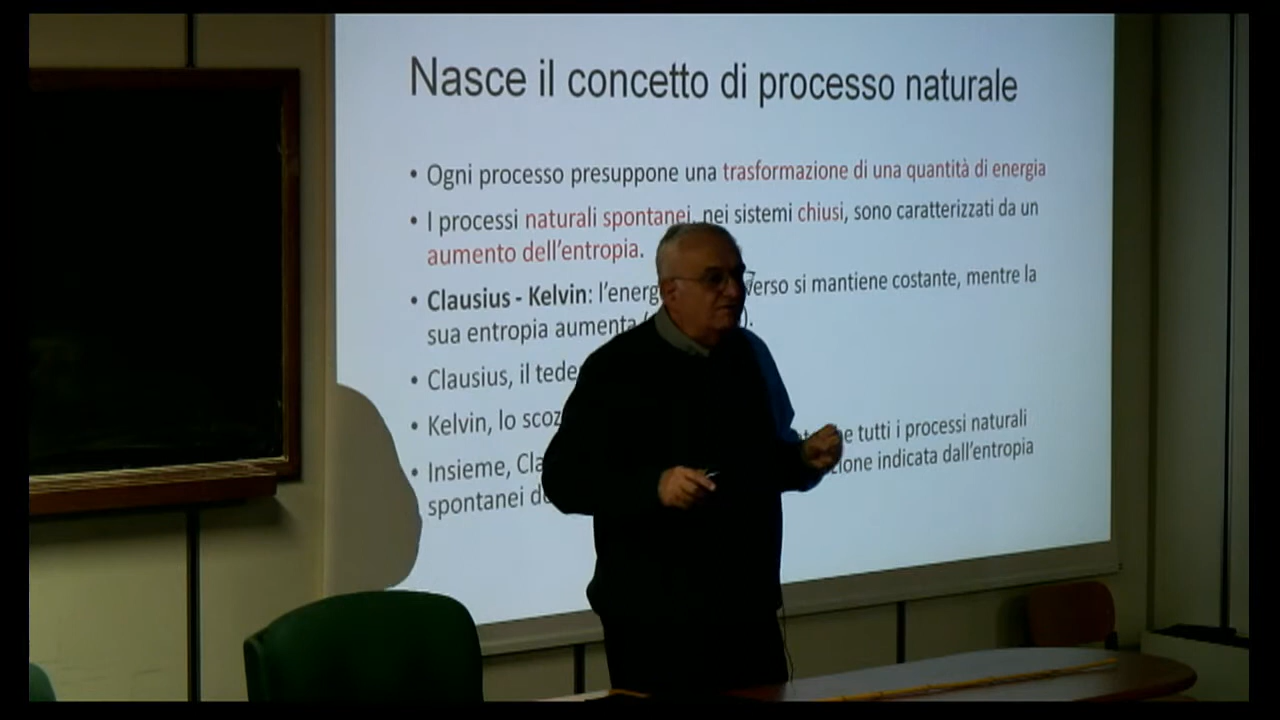 Nasce il concetto di processo naturale
• Ogni processo presuppone una trasformazione di una quantità di energia
• I processi naturali spontanei, nei sistemi chiusi, sono caratterizzati da un
aumento dell'entropia.
• Clausius - Kelvin: l'energ verso si mantiene costante, mentre la
sua entropia aumenta ).
• Clausius, il tede
• Kelvin, lo scoz
• Insieme, Cla e tutti i processi naturali
spontanei d zione indicata dall'entropia